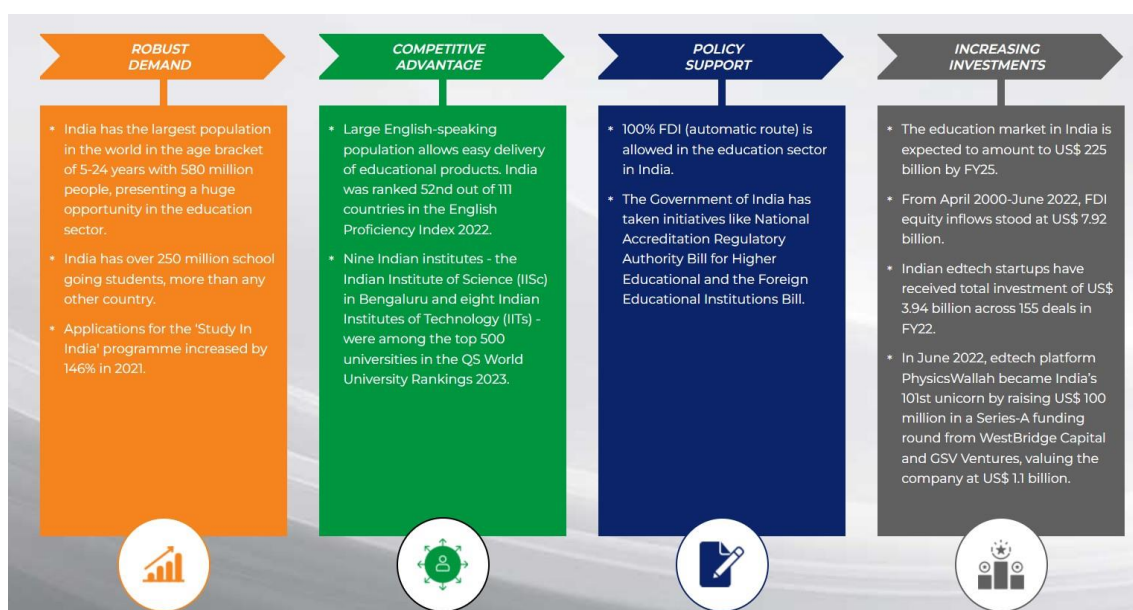 ROBUST
DEMAND
* India has the largest population
in the world in the age bracket
of 5-24 years with 580 million
people, presenting a huge
opportunity in the education
sector.
* India has over 250 million school
going students, more than any
other country.
* Applications for the 'Study In
India' programme increased by
146% in 2021.
COMPETITIVE
ADVANTAGE
* Large English-speaking
population allows easy delivery
of educational products. India
was ranked 52nd out of 111
countries in the English
Proficiency Index 2022.
* Nine Indian institutes - the
Indian Institute of Science (IISc)
in Bengaluru and eight Indian
Institutes of Technology (IITs) -
were among the top 500
universities in the QS World
University Rankings 2023.
POLICY
SUPPORT
* 100% FDI (automatic route) is
allowed in the education sector
in India.
* The Government of India has
taken initiatives like National
Accreditation Regulatory
Authority Bill for Higher
Educational and the Foreign
Educational Institutions Bill.
INCREASING
INVESTMENTS
* The education market in India is
expected to amount to US$ 225
billion by FY25.
* From April 2000-June 2022, FDI
equity inflows stood at US$ 7.92
billion.
* Indian edtech startups have
received total investment of US$
3.94 billion across 155 deals in
FY22.
* In June 2022, edtech platform
PhysicsWallah became India's
101st unicorn by raising US$ 100
million in a Series-A funding
round from WestBridge Capital
and GSV Ventures, valuing the
company at US$ 1.1 billion.